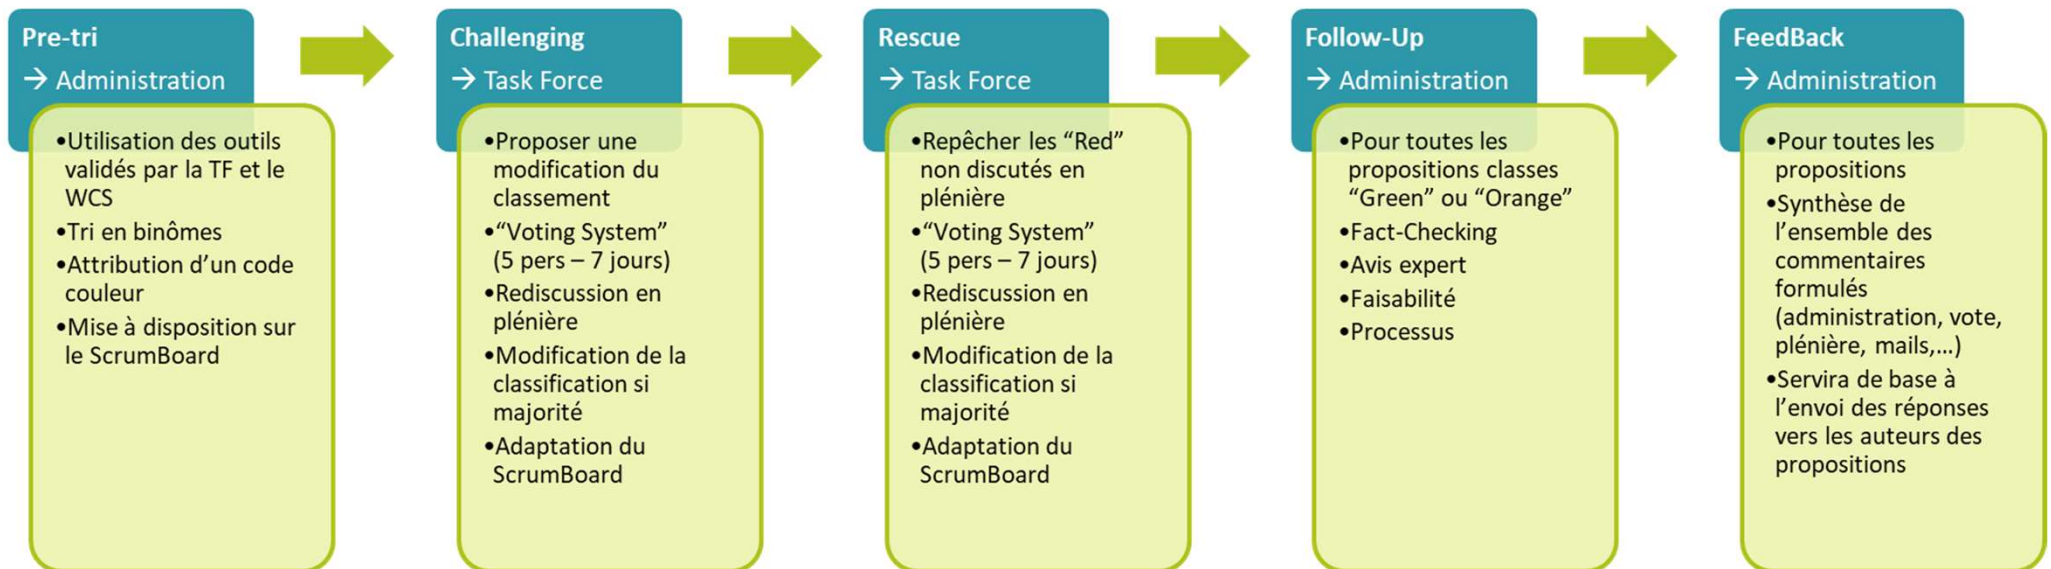 Pre-tri
→ Administration
•Utilisation des outils
validés par la TF et le
WCS
•Tri en binômes
•Attribution d’un code
couleur
•Mise à disposition sur
le ScrumBoard
Challenging
→ Task Force
•Proposer une
modification du
classement
•“Voting System”
(5 pers – 7 jours)
•Rediscussion en
plénière
•Modification de la
classification si
majorité
•Adaptation du
ScrumBoard
Rescue
→ Task Force
•Repêcher les “Red”
non discutés en
plénière
•“Voting System”
(5 pers – 7 jours)
•Rediscussion en
plénière
•Modification de la
classification si
majorité
•Adaptation du
ScrumBoard
Follow-Up
→ Administration
•Pour toutes les
propositions classes
“Green” ou “Orange”
•Fact-Checking
•Avis expert
•Faisabilité
•Processus
FeedBack
→ Administration
•Pour toutes les
propositions
•Synthèse de
l’ensemble des
commentaires
formulés
(administration, vote,
plénière, mails,...)
•Servira de base à
l’envoi des réponses
vers les auteurs des
propositions